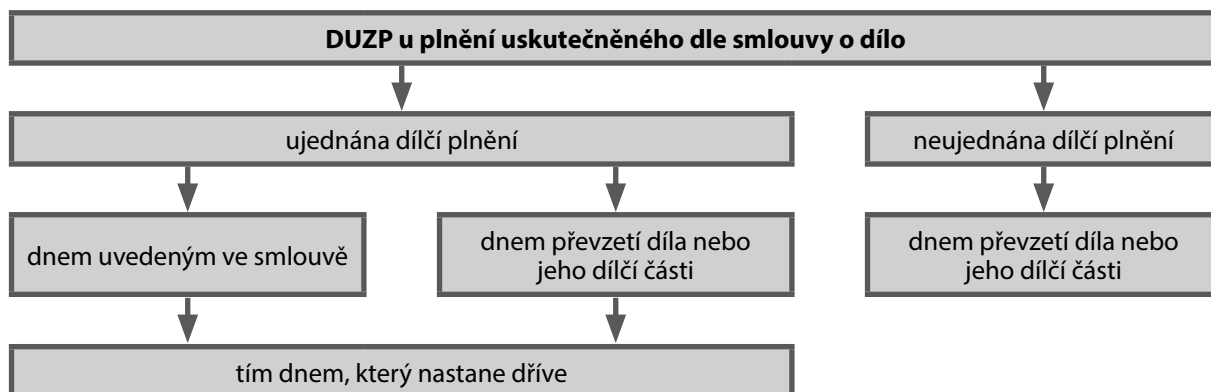 DUZP u plnění uskutečněného dle smlouvy o dílo
ujednána dílčí plnění
neujednána dílčí plnění
dnem uvedeným ve smlouvě
dnem převzetí díla nebo
jeho dílčí části
dnem převzetí díla nebo
jeho dílčí části
tím dnem, který nastane dříve